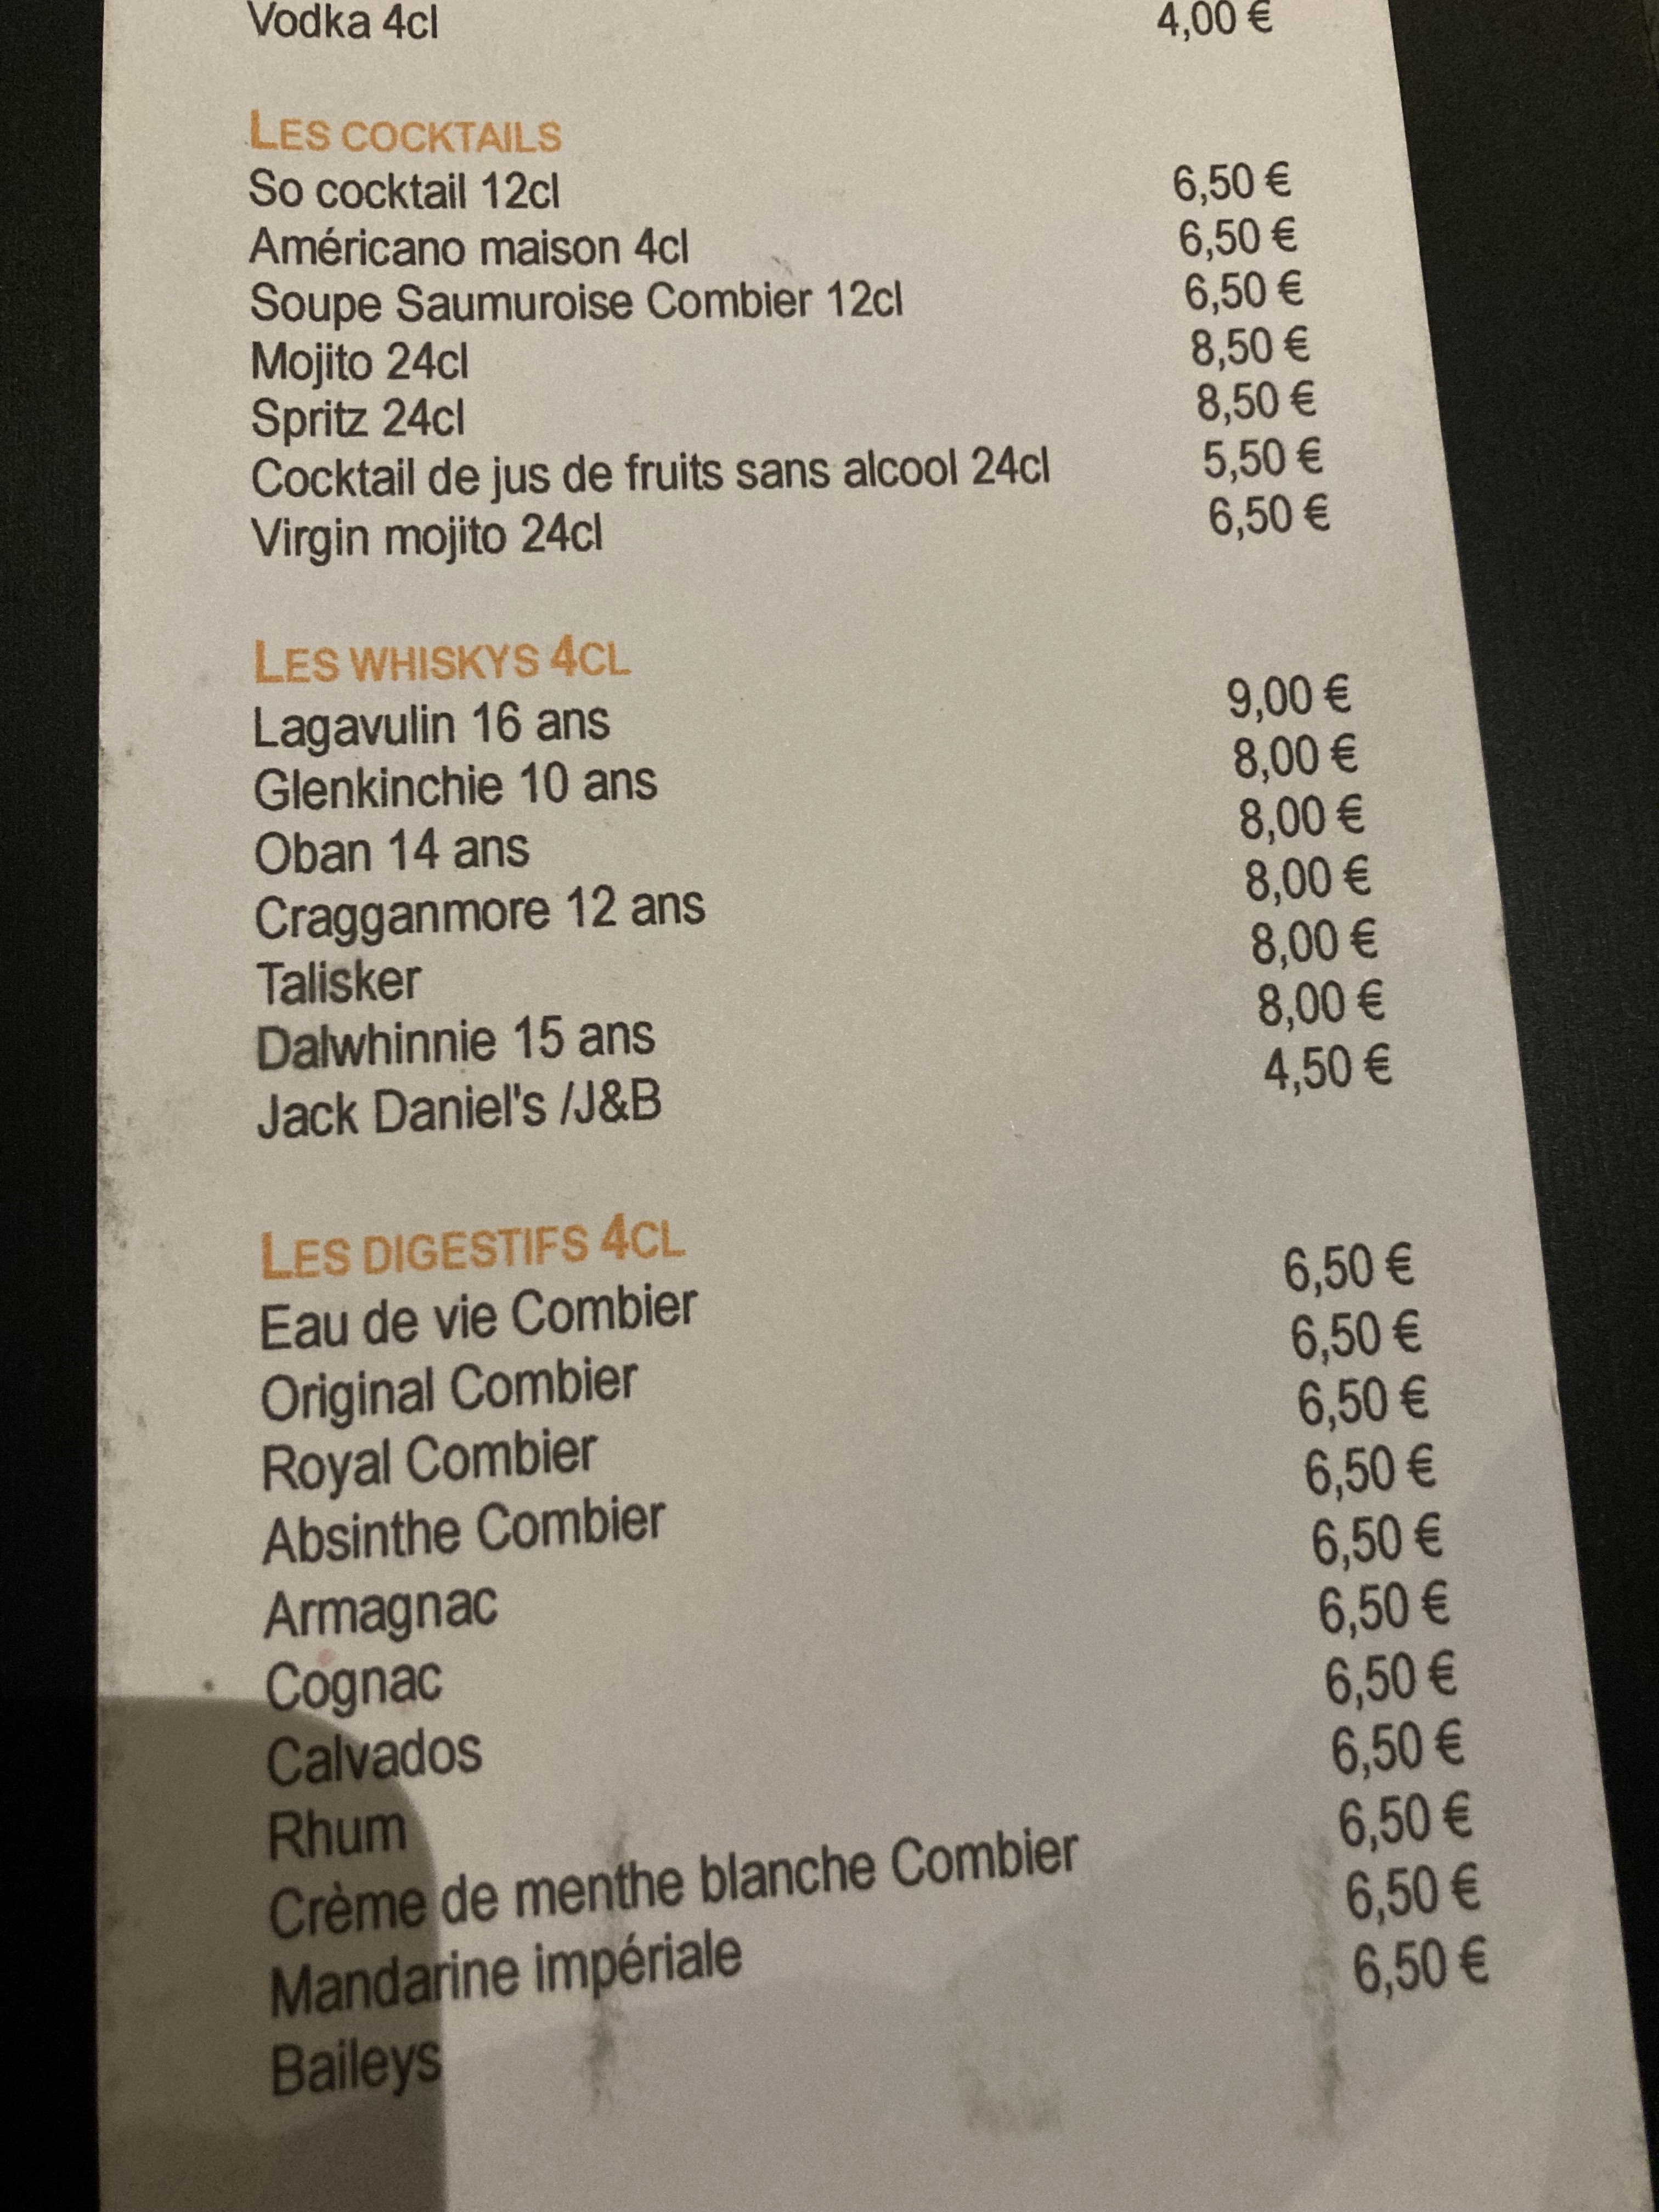 Vodka 4cl 4,00 €
LES COCKTAILS
So cocktail 12cl 6,50 €
Américano maison 4cl 6,50 €
Soupe Saumuroise Combier 12cl 6,50 €
Mojito 24cl 8,50 €
Spritz 24cl 8,50 €
Cocktail de jus de fruits sans alcool 24cl 5,50 €
Virgin mojito 24cl 6,50 €
LES WHISKYS 4CL
Lagavulin 16 ans 9,00 €
Glenkinchie 10 ans 8,00 €
Oban 14 ans 8,00 €
Cragganmore 12 ans 8,00 €
Talisker 8,00 €
Dalwhinnie 15 ans 8,00 €
Jack Daniel's /J&B 4,50 €
LES DIGESTIFS 4CL
Eau de vie Combier 6,50 €
Original Combier 6,50 €
Royal Combier 6,50 €
Absinthe Combier 6,50 €
Armagnac 6,50 €
Cognac 6,50 €
Calvados 6,50 €
Rhum 6,50 €
Crème de menthe blanche Combier 6,50 €
Mandarine impériale 6,50 €
Baileys 6,50 €